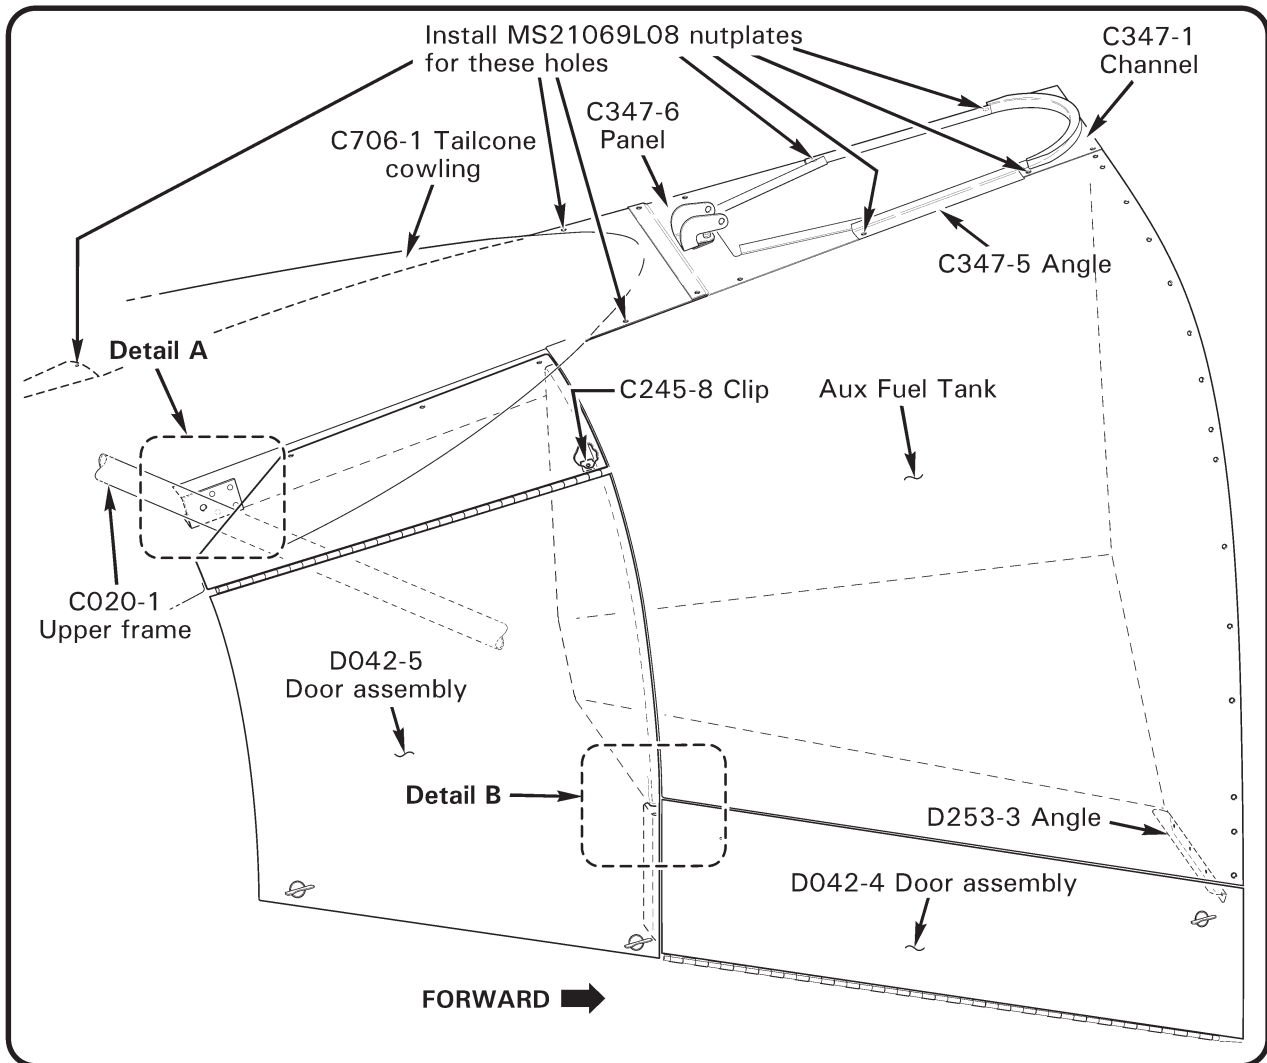 Install MS21069L08 nutplates
for these holes
C347-1
Channel
C347-6
Panel
C706-1 Tailcone
cowling
C347-5 Angle
Detail A
C245-8 Clip
Aux Fuel Tank
C020-1
Upper frame
D042-5
Door assembly
Detail B
D253-3 Angle
D042-4 Door assembly
FORWARD